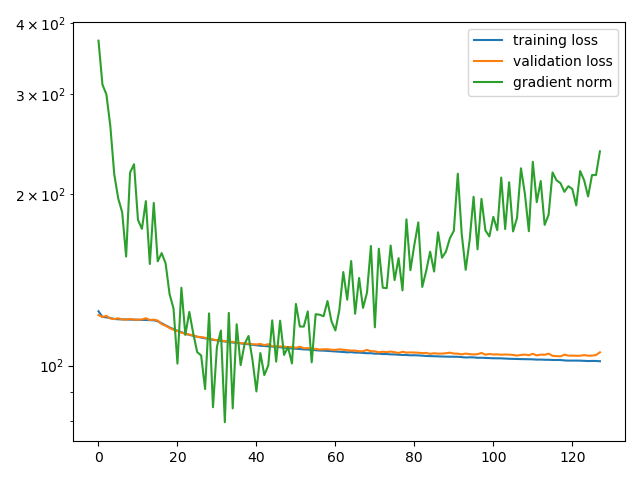 4 × 10²
3 × 10²
2 × 10²
10²
0 20 40 60 80 100 120
training loss
validation loss
gradient norm